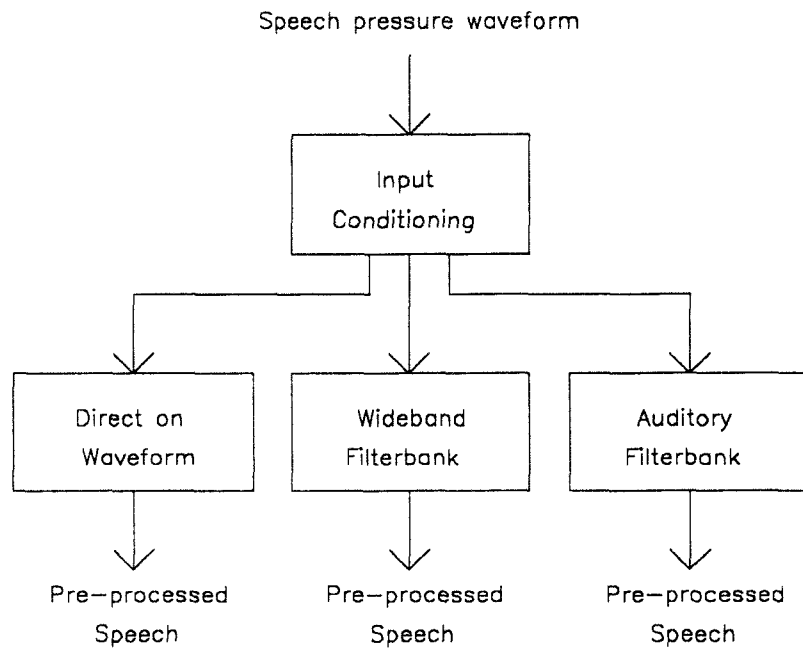 Speech pressure waveform
Input
Conditioning
Direct on
Waveform
Wideband
Filterbank
Auditory
Filterbank
Pre-processed
Speech
Pre-processed
Speech
Pre-processed
Speech